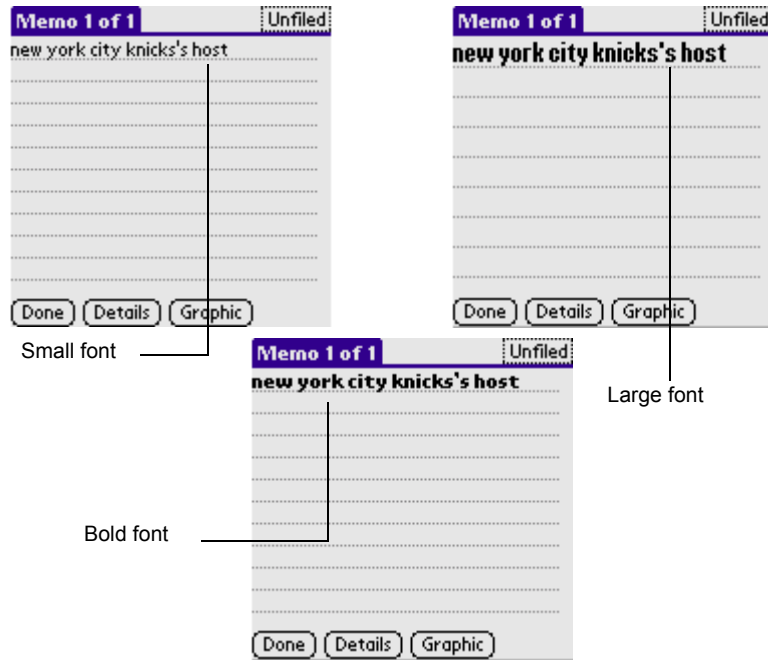 Memo 1 of 1 Unfiled
new york city knicks's host
Done Details Graphic
Small font
Memo 1 of 1 Unfiled
new york city knicks's host
Done Details Graphic
Large font
Memo 1 of 1 Unfiled
new york city knicks's host
Bold font
Done Details Graphic